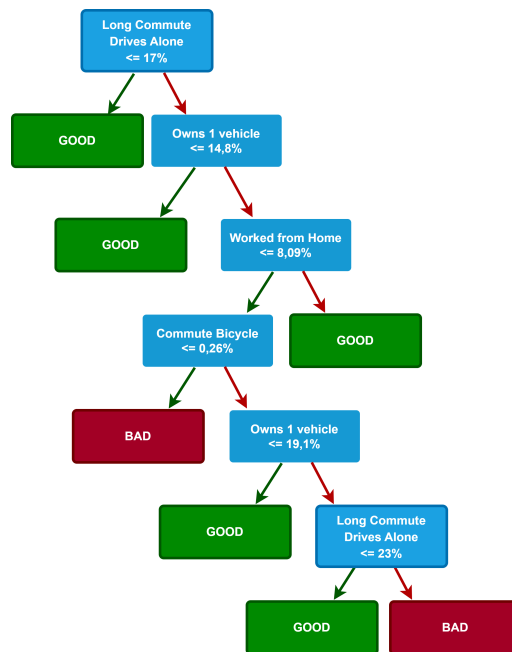 Long Commute
Drives Alone
<= 17%
GOOD
Owns 1 vehicle
<= 14,8%
GOOD
Worked from Home
<= 8,09%
Commute Bicycle
<= 0,26%
GOOD
BAD
Owns 1 vehicle
<= 19,1%
GOOD
Long Commute
Drives Alone
<= 23%
GOOD
BAD